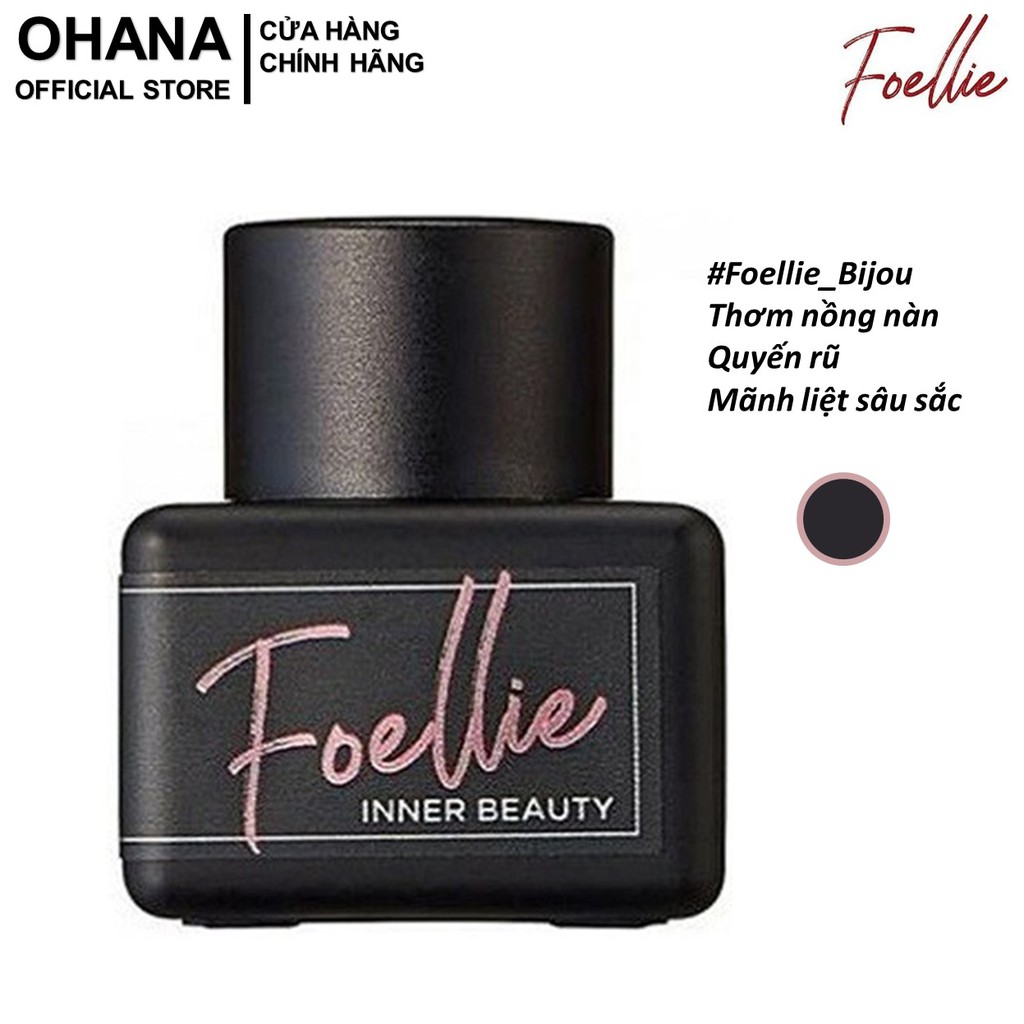 OHANA
OFFICIAL STORE
CỬA HÀNG
CHÍNH HÃNG
Foellie
#Foellie_Bijou
Thơm nồng nàn
Quyến rũ
Mãnh liệt sâu sắc
Foellie
INNER BEAUTY